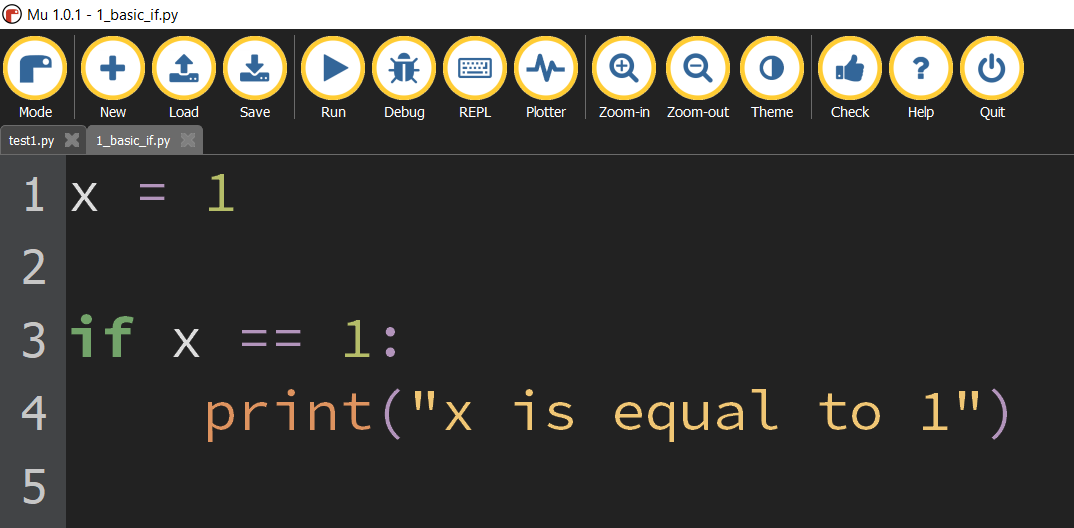 Mu 1.0.1 - 1_basic_if.py
Mode New Load Save Run Debug REPL Plotter Zoom-in Zoom-out Theme Check Help Quit
test1.py 1_basic_if.py
1 x = 1
2
3 if x == 1:
4     print("x is equal to 1")
5